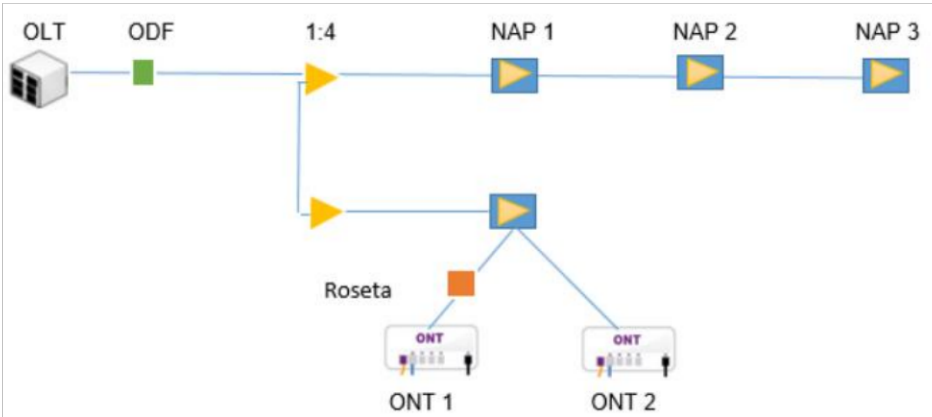 OLT ODF 1:4 NAP 1 NAP 2 NAP 3
Roseta
ONT ONT
ONT 1 ONT 2